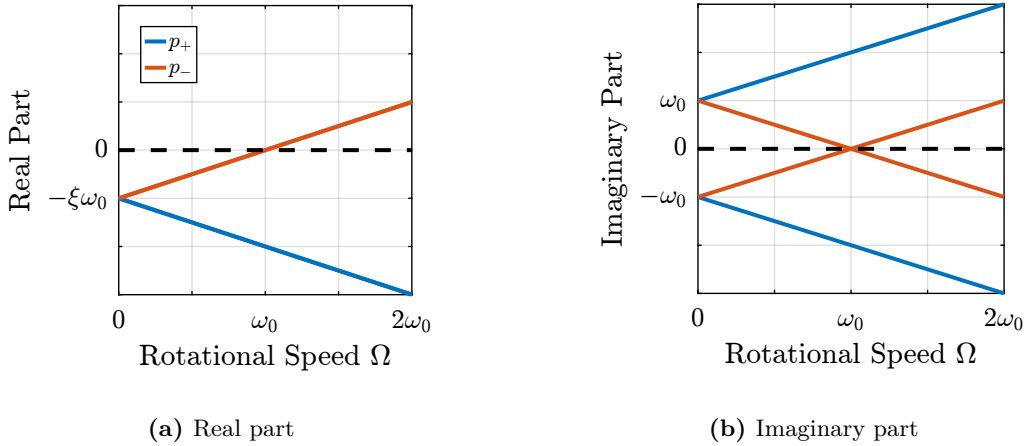 Real Part
0
−ξω₀
p₊
p₋
0
ω₀
2ω₀
Rotational Speed Ω
(a) Real part
Imaginary Part
ω₀
0
−ω₀
0
ω₀
2ω₀
Rotational Speed Ω
(b) Imaginary part